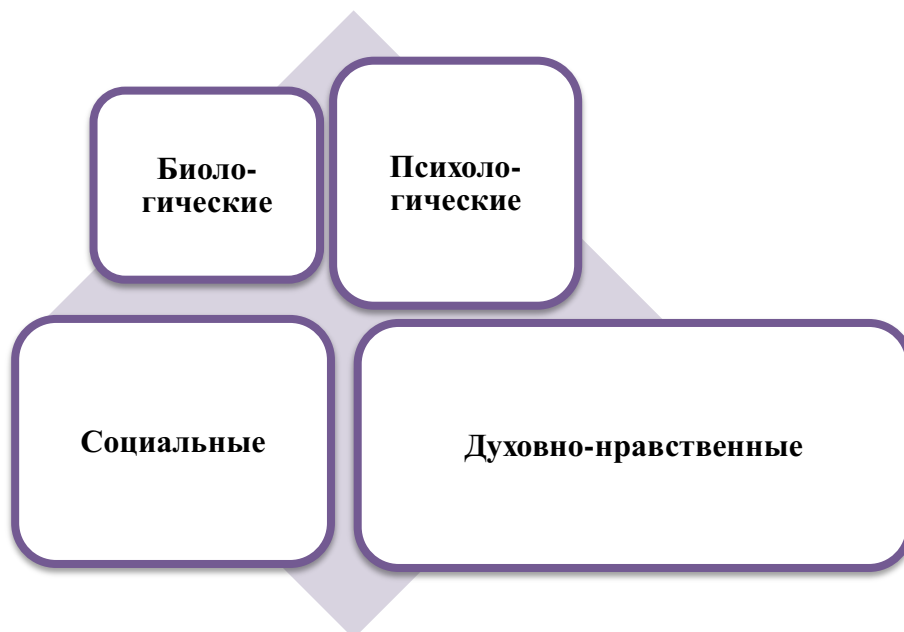 Биоло-
гические
Психоло-
гические
Социальные
Духовно-нравственные